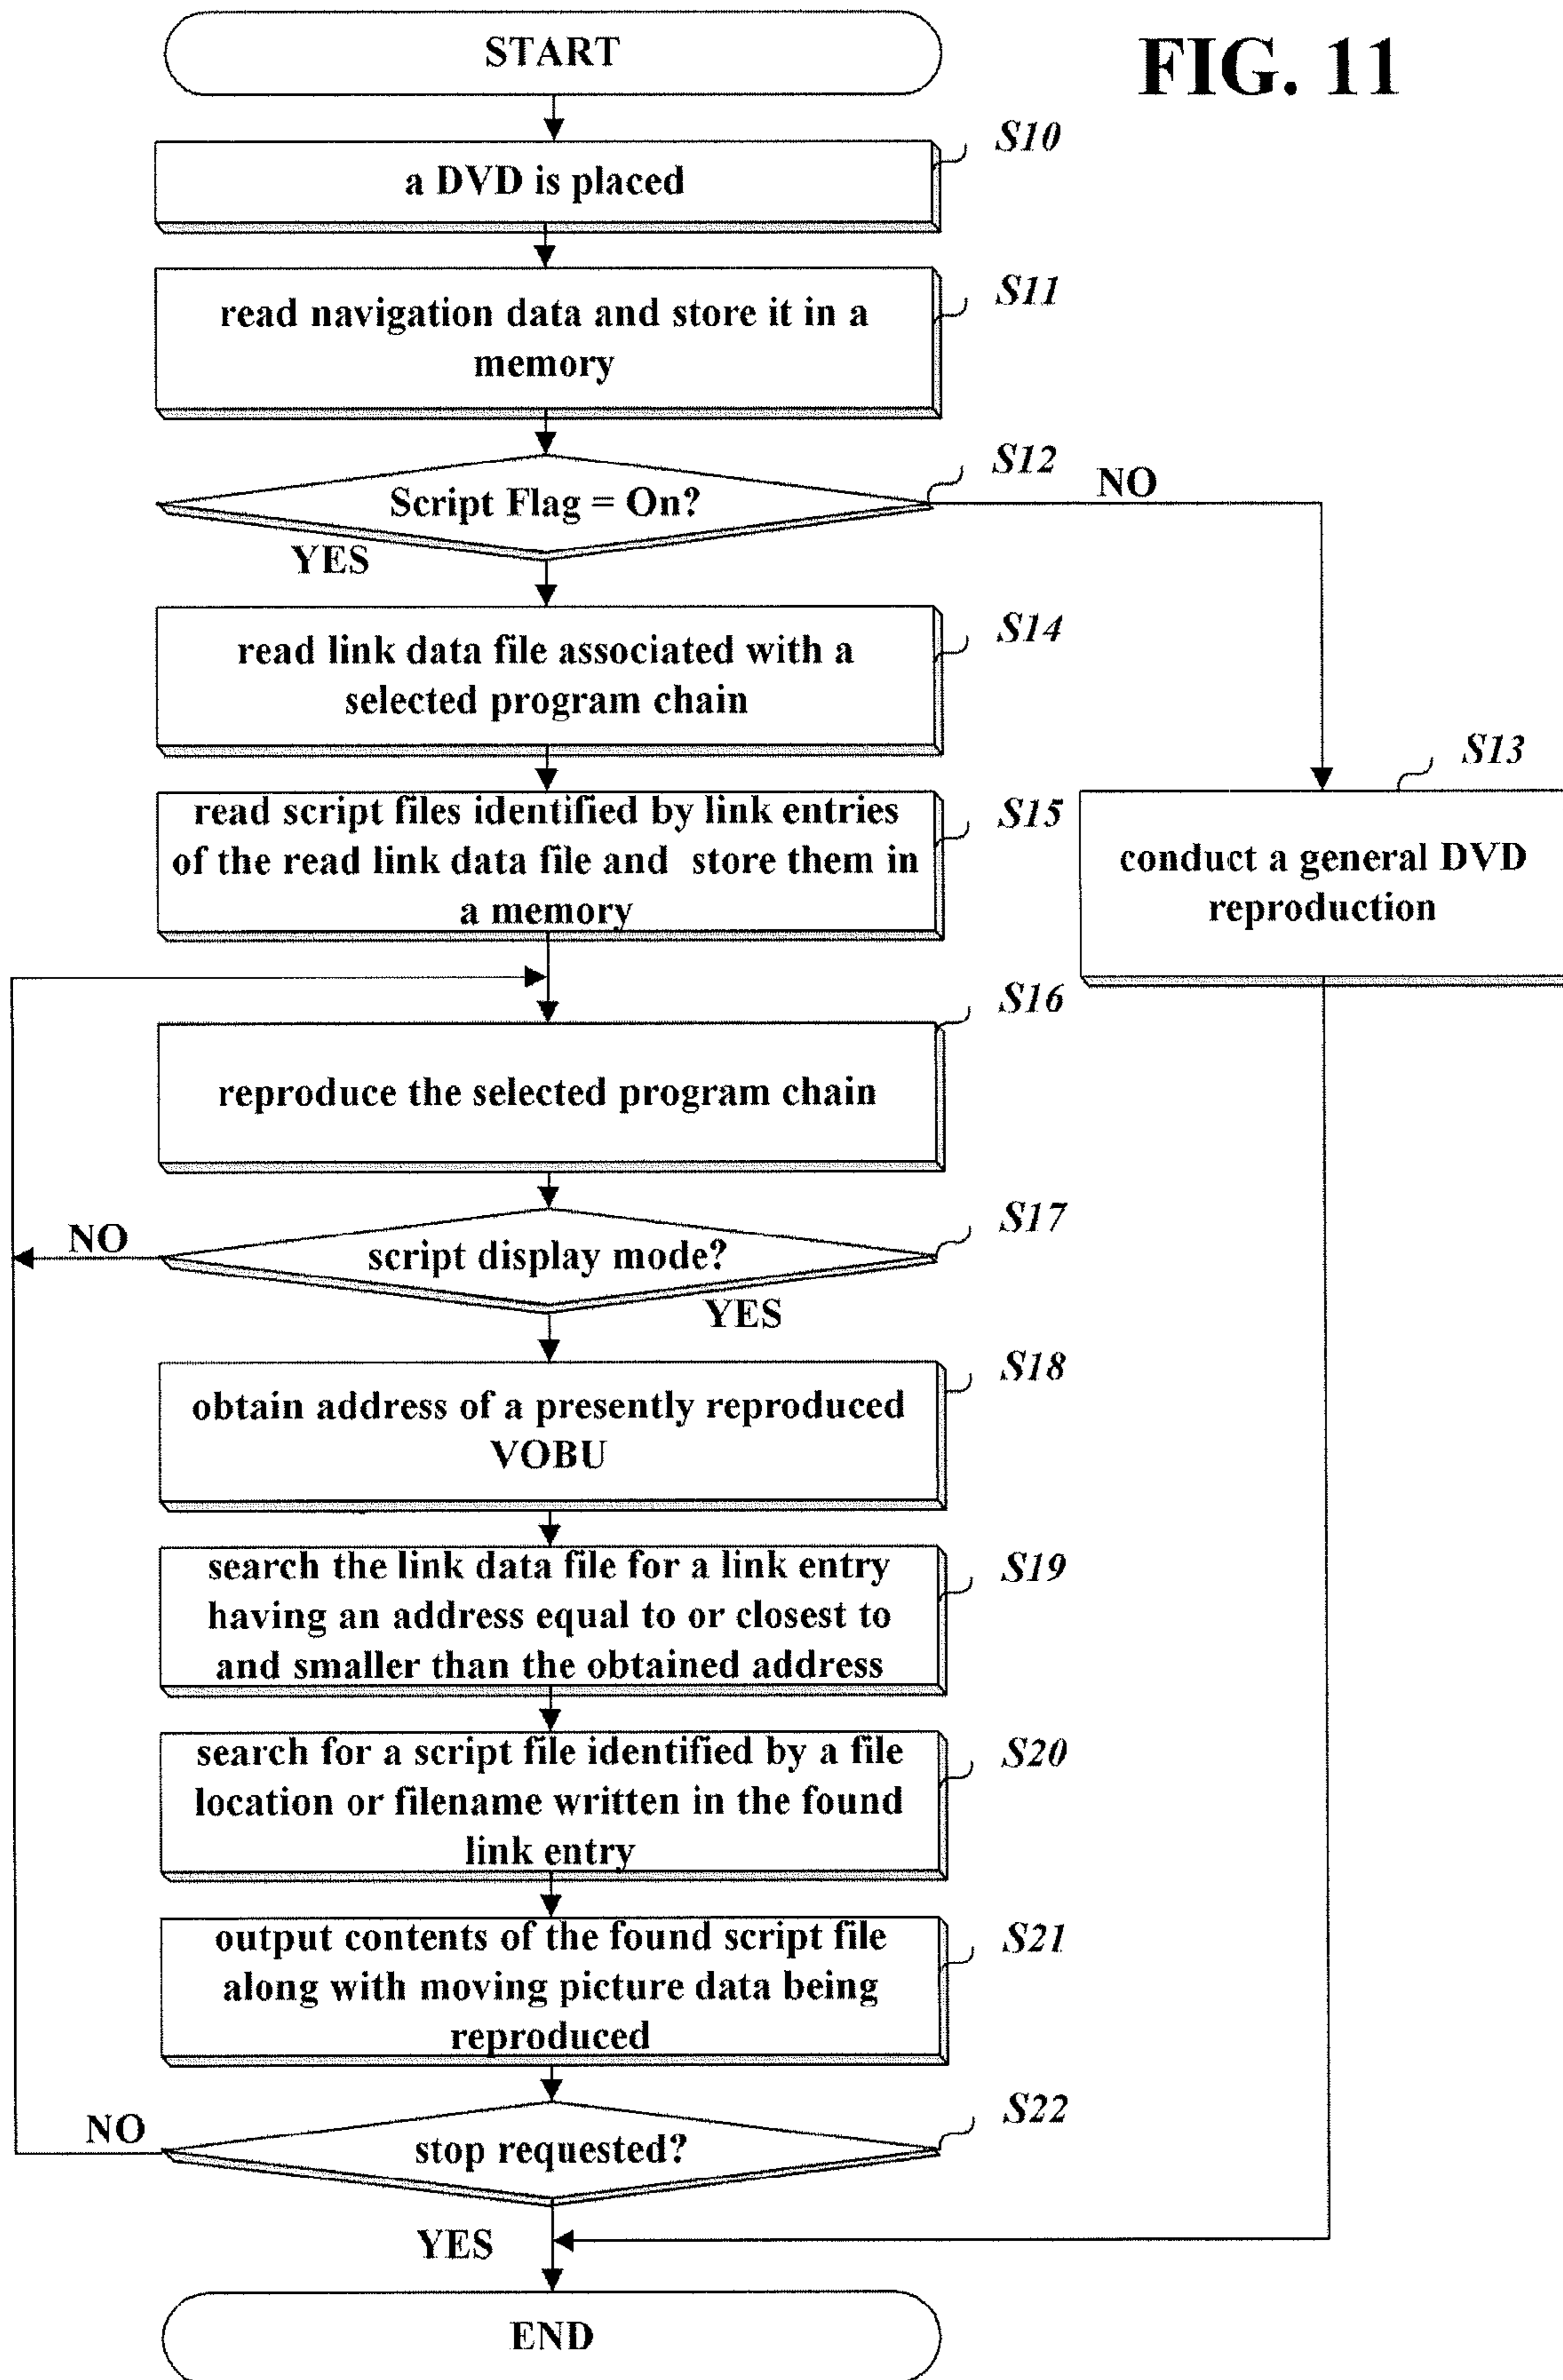 START
FIG. 11
S10
a DVD is placed
S11
read navigation data and store it in a
memory
S12
Script Flag = On?
NO
YES
S14
read link data file associated with a
selected program chain
S13
conduct a general DVD
reproduction
S15
read script files identified by link entries
of the read link data file and store them in
a memory
S16
reproduce the selected program chain
S17
script display mode?
NO
YES
S18
obtain address of a presently reproduced
VOBU
S19
search the link data file for a link entry
having an address equal to or closest to
and smaller than the obtained address
S20
search for a script file identified by a file
location or filename written in the found
link entry
S21
output contents of the found script file
along with moving picture data being
reproduced
S22
stop requested?
NO
YES
END